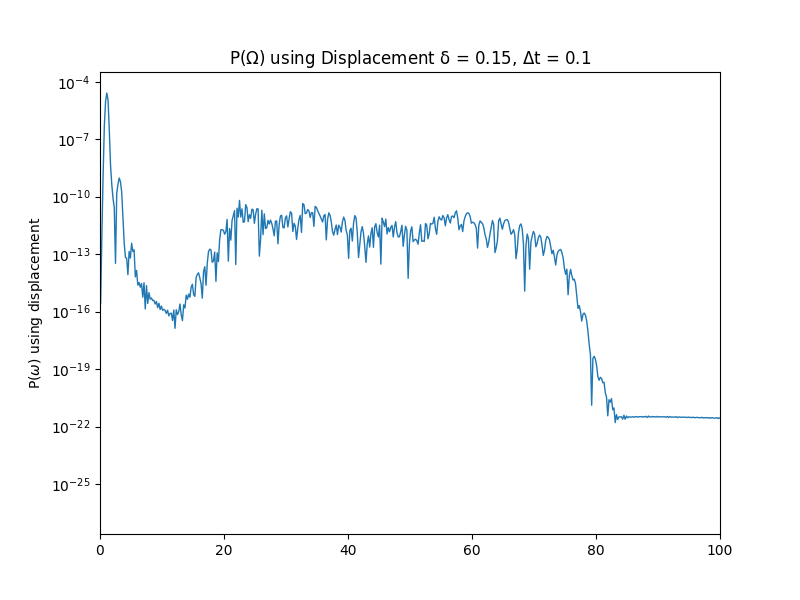 P(Ω) using Displacement δ = 0.15, Δt = 0.1
P(ω) using displacement
10⁻⁴
10⁻⁷
10⁻¹⁰
10⁻¹³
10⁻¹⁶
10⁻¹⁹
10⁻²²
10⁻²⁵
0 20 40 60 80 100